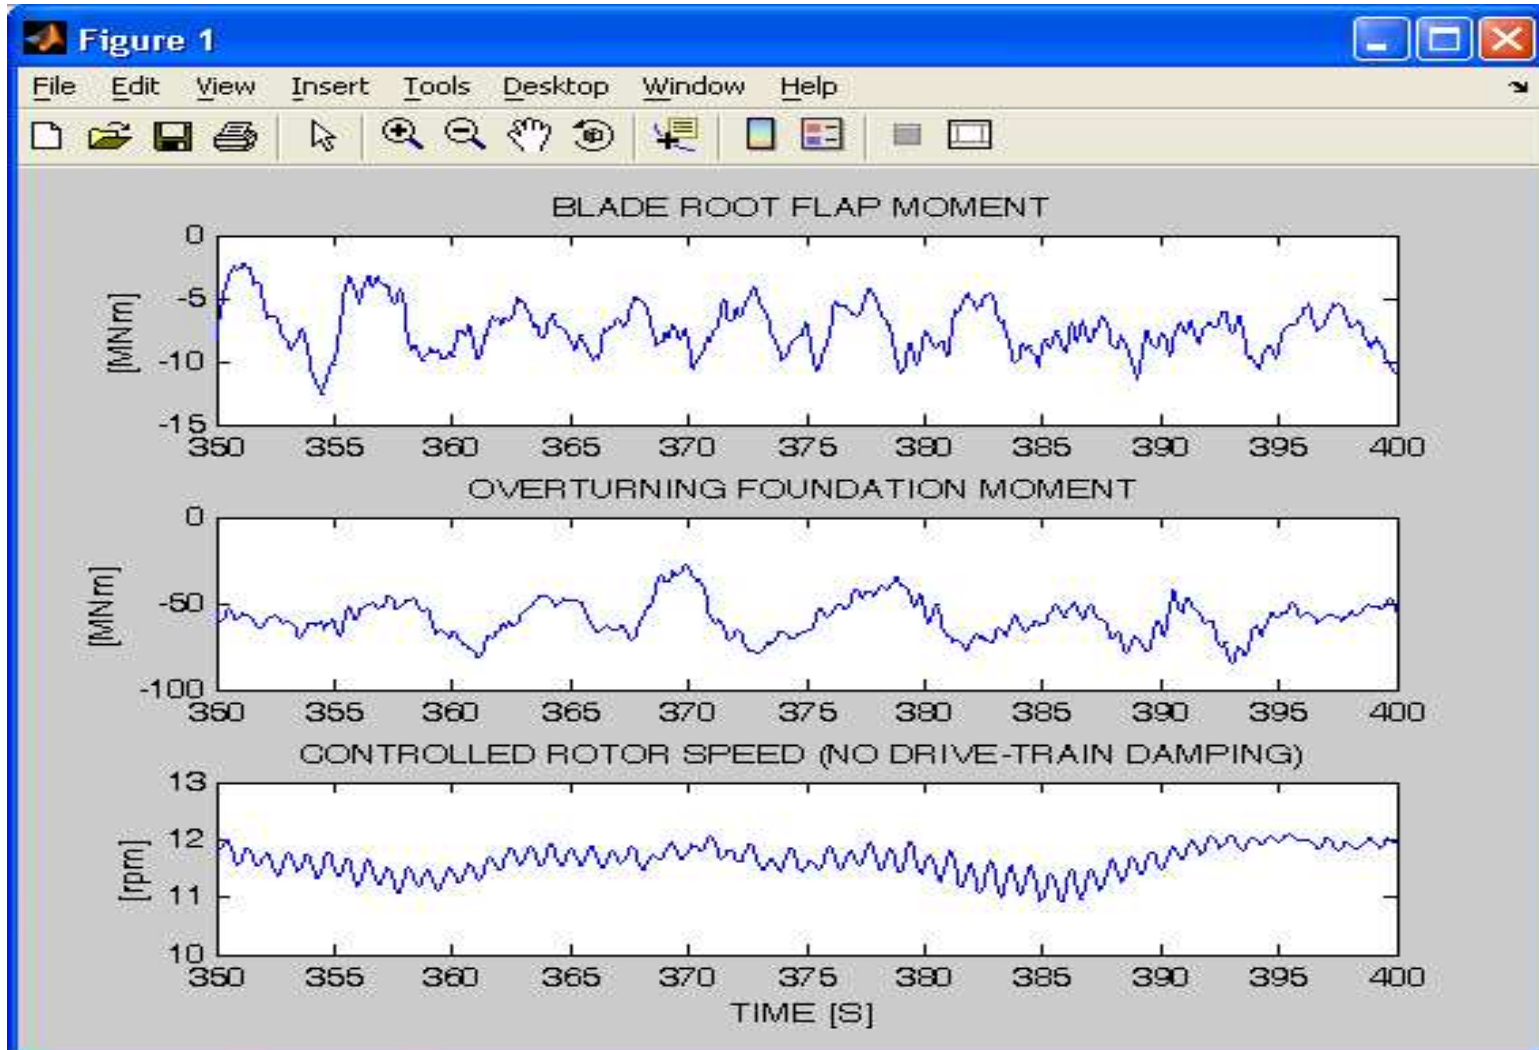 Figure 1
File Edit View Insert Tools Desktop Window Help
BLADE ROOT FLAP MOMENT
0
-5
-10
-15
[MNm]
350 355 360 365 370 375 380 385 390 395 400
OVERTURNING FOUNDATION MOMENT
0
-50
-100
[MNm]
350 355 360 365 370 375 380 385 390 395 400
CONTROLLED ROTOR SPEED (NO DRIVE-TRAIN DAMPING)
13
12
11
10
[rpm]
350 355 360 365 370 375 380 385 390 395 400
TIME [S]